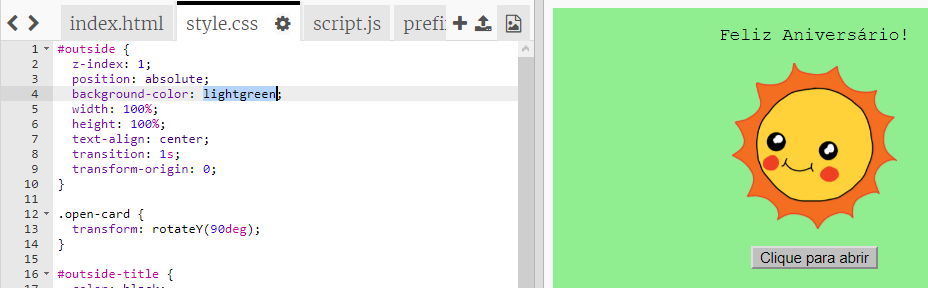 index.html style.css script.js prefi
1 #outside {
2 z-index: 1;
3 position: absolute;
4 background-color: lightgreen;
5 width: 100%;
6 height: 100%;
7 text-align: center;
8 transition: 1s;
9 transform-origin: 0;
10 }
11
12 .open-card {
13 transform: rotateY(90deg);
14 }
15
16 #outside-title {
17 color: black;
Feliz Aniversário!
Clique para abrir